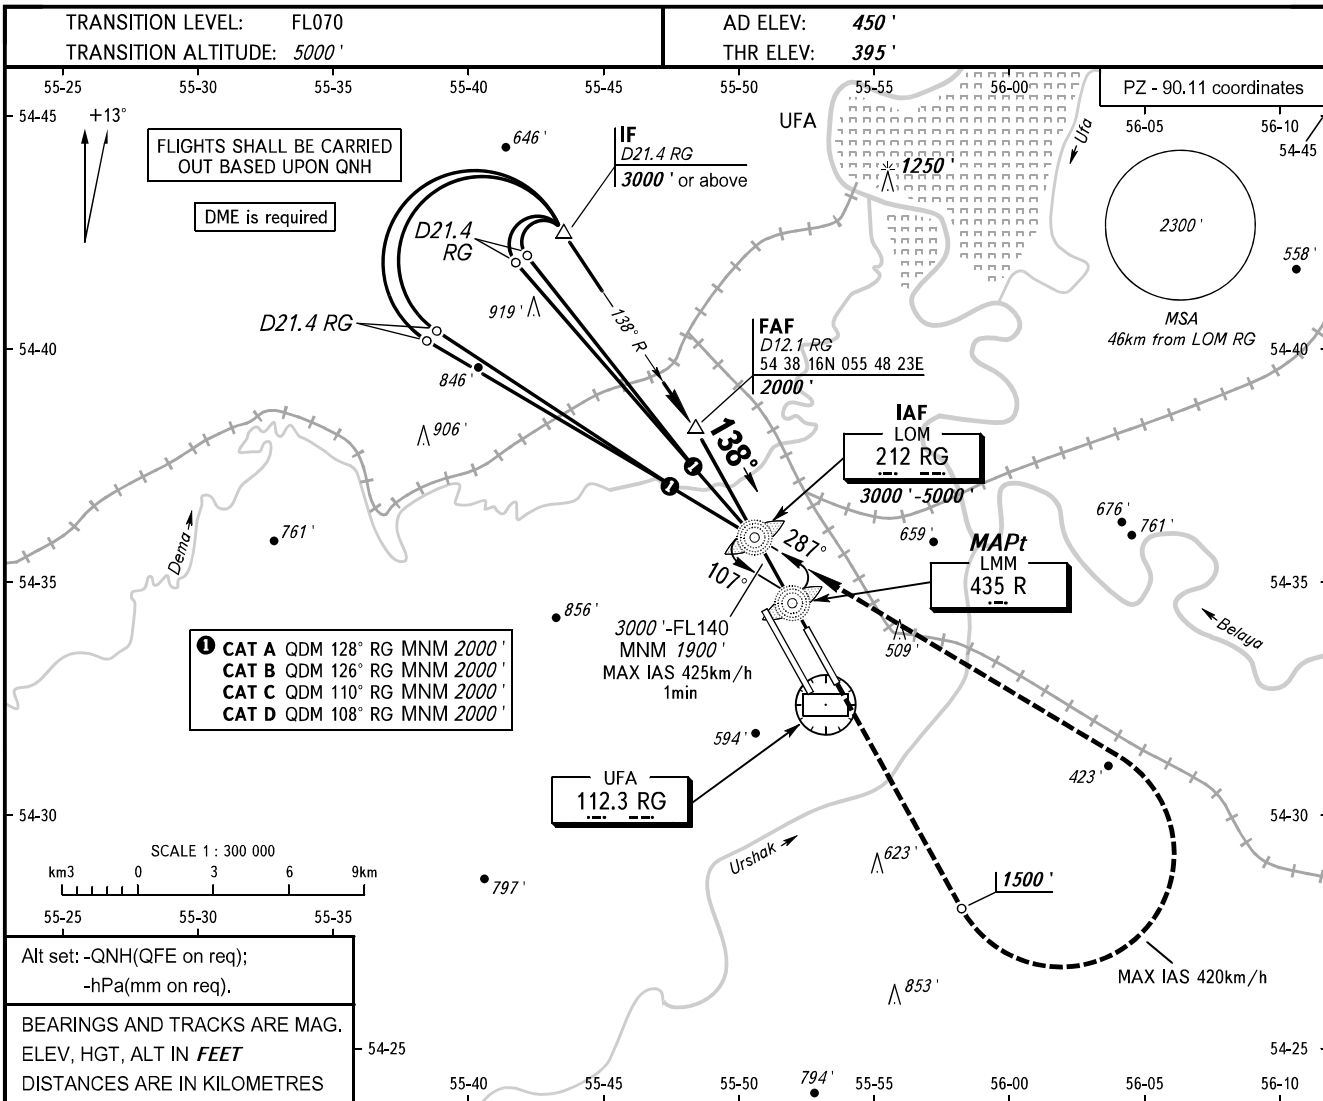 TRANSITION LEVEL: FL070
TRANSITION ALTITUDE: 5000 '
AD ELEV: 450 '
THR ELEV: 395 '
55-25 55-30 55-35 55-40 55-45 55-50 55-55 56-00
PZ - 90.11 coordinates
56-05 56-10
54-45
54-45
+13°
FLIGHTS SHALL BE CARRIED
OUT BASED UPON QNH
DME is required
646 '
IF
D21.4 RG
3000 ' or above
UFA
1250 '
Ufa
2300 '
MSA
46km from LOM RG
558 '
D21.4
RG
919 '
D21.4 RG
138° R
FAF
D12.1 RG
54 38 16N 055 48 23E
2000 '
54-40
54-40
846 '
906 '
138°
IAF
LOM
212 RG
3000 '-5000'
Dema
761 '
287°
107°
659 '
676 '
761 '
MAPt
LMM
435 R
54-35
54-35
856 '
3000 '-FL140
MNM 1900 '
MAX IAS 425km/h
1min
509 '
Belaya
1 CAT A QDM 128° RG MNM 2000 '
CAT B QDM 126° RG MNM 2000 '
CAT C QDM 110° RG MNM 2000 '
CAT D QDM 108° RG MNM 2000 '
1
1
594 '
UFA
112.3 RG
423 '
54-30
54-30
SCALE 1 : 300 000
km3 0 3 6 9km
Urshak
623 '
797 '
1500 '
55-25 55-30 55-35
MAX IAS 420km/h
853 '
Alt set: -QNH(QFE on req);
-hPa(mm on req).
BEARINGS AND TRACKS ARE MAG.
ELEV, HGT, ALT IN FEET
DISTANCES ARE IN KILOMETRES
54-25
54-25
794 '
55-40 55-45 55-50 55-55 56-00 56-05 56-10